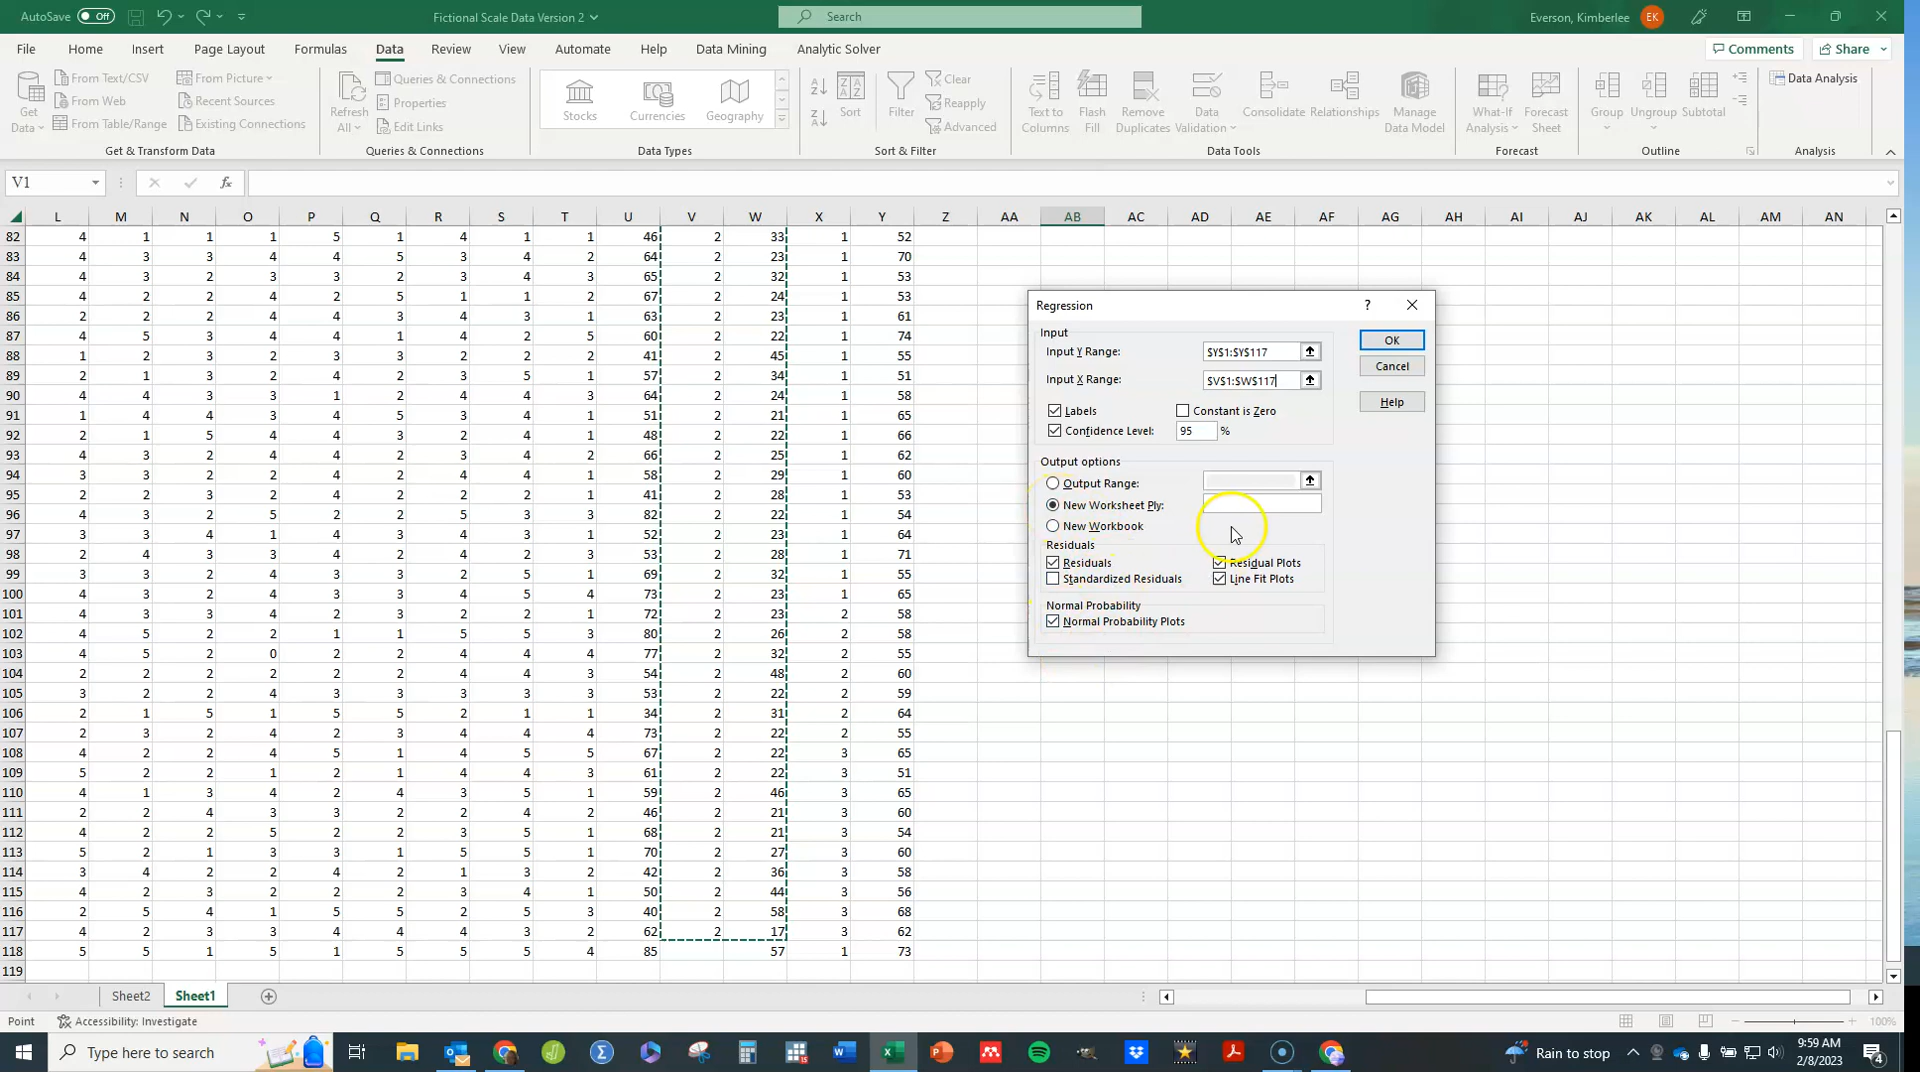 AutoSave Off
Fictional Scale Data Version 2
Search
Everson, Kimberlee EK
File Home Insert Page Layout Formulas Data Review View Automate Help Data Mining Analytic Solver
Comments Share
Get Data
From Text/CSV
From Web
From Table/Range
From Picture
Recent Sources
Existing Connections
Refresh All
Queries & Connections
Properties
Edit Links
Stocks Currencies Geography
Sort
Filter
Clear
Reapply
Advanced
Text to Columns
Flash Fill
Remove Duplicates
Data Validation
Consolidate
Relationships
Manage Data Model
What-If Analysis
Forecast Sheet
Group
Ungroup
Subtotal
Data Analysis
Get & Transform Data Queries & Connections Data Types Sort & Filter Data Tools Forecast Outline Analysis
V1 fx
L M N O P Q R S T U V W X Y Z AA AB AC AD AE AF AG AH AI AJ AK AL AM AN
82 4 1 1 1 5 1 4 1 1 46 2 33 1 52
83 4 3 3 4 4 5 3 4 2 64 2 23 1 70
84 4 3 2 3 3 2 3 4 3 65 2 32 1 53
85 4 2 2 4 2 5 1 1 2 67 2 24 1 53
86 2 2 2 4 4 3 4 3 1 63 2 23 1 61
87 4 5 3 4 4 1 4 2 5 60 2 22 1 74
88 1 2 3 2 3 3 2 2 2 41 2 45 1 55
89 2 1 3 2 4 2 3 5 1 57 2 34 1 51
90 4 4 3 3 1 2 4 4 3 64 2 24 1 58
91 1 4 4 3 4 5 3 4 1 51 2 21 1 65
92 2 1 5 4 4 3 2 4 1 48 2 22 1 66
93 4 3 2 4 4 2 3 4 2 66 2 25 1 62
94 3 3 2 2 4 2 4 4 1 58 2 29 1 60
95 2 2 3 2 4 2 2 2 1 41 2 28 1 53
96 4 3 2 5 2 2 5 3 3 82 2 22 1 54
97 3 3 4 1 4 3 4 3 2 52 2 23 1 64
98 2 4 3 3 3 4 2 4 2 53 2 28 1 71
99 3 3 2 4 3 3 2 5 1 69 2 32 1 55
100 4 3 2 4 3 3 4 5 4 73 2 23 1 65
101 4 3 3 4 2 3 2 2 1 72 2 23 2 58
102 4 5 2 2 1 1 5 5 3 80 2 26 2 58
103 4 5 2 0 2 2 4 4 4 77 2 32 2 55
104 2 2 2 2 2 2 4 4 3 54 2 48 2 60
105 3 2 2 4 3 3 3 3 3 53 2 22 2 59
106 2 1 5 1 5 5 2 1 1 34 2 31 2 64
107 2 3 2 4 2 3 4 4 4 73 2 22 2 55
108 4 2 2 4 5 1 4 5 5 67 2 22 3 65
109 5 2 2 1 2 1 4 4 3 61 2 22 3 51
110 4 1 3 4 2 4 3 5 1 59 2 46 3 65
111 2 2 4 3 3 2 2 4 2 46 2 21 3 60
112 4 2 2 5 2 2 3 5 1 68 2 21 3 54
113 5 2 1 3 3 1 5 5 1 70 2 27 3 60
114 3 4 2 2 4 2 1 3 2 42 2 36 3 58
115 4 2 3 2 2 2 3 4 1 50 2 44 3 56
116 2 5 4 1 5 5 2 5 3 40 2 58 3 68
117 4 2 3 3 4 4 4 3 2 62 2 17 3 62
118 5 5 1 5 1 5 5 5 4 85 57 1 73
119
Regression ?
Input
Input Y Range: $Y$1:$Y$117
Input X Range: $V$1:$W$117
Labels Constant is Zero
Confidence Level: 95 %
OK
Cancel
Help
Output options
Output Range:
New Worksheet Ply:
New Workbook
Residuals
Residuals Residual Plots
Standardized Residuals Line Fit Plots
Normal Probability
Normal Probability Plots
Sheet2 Sheet1
Point Accessibility: Investigate
100%
Type here to search
Rain to stop
9:59 AM
2/8/2023
4